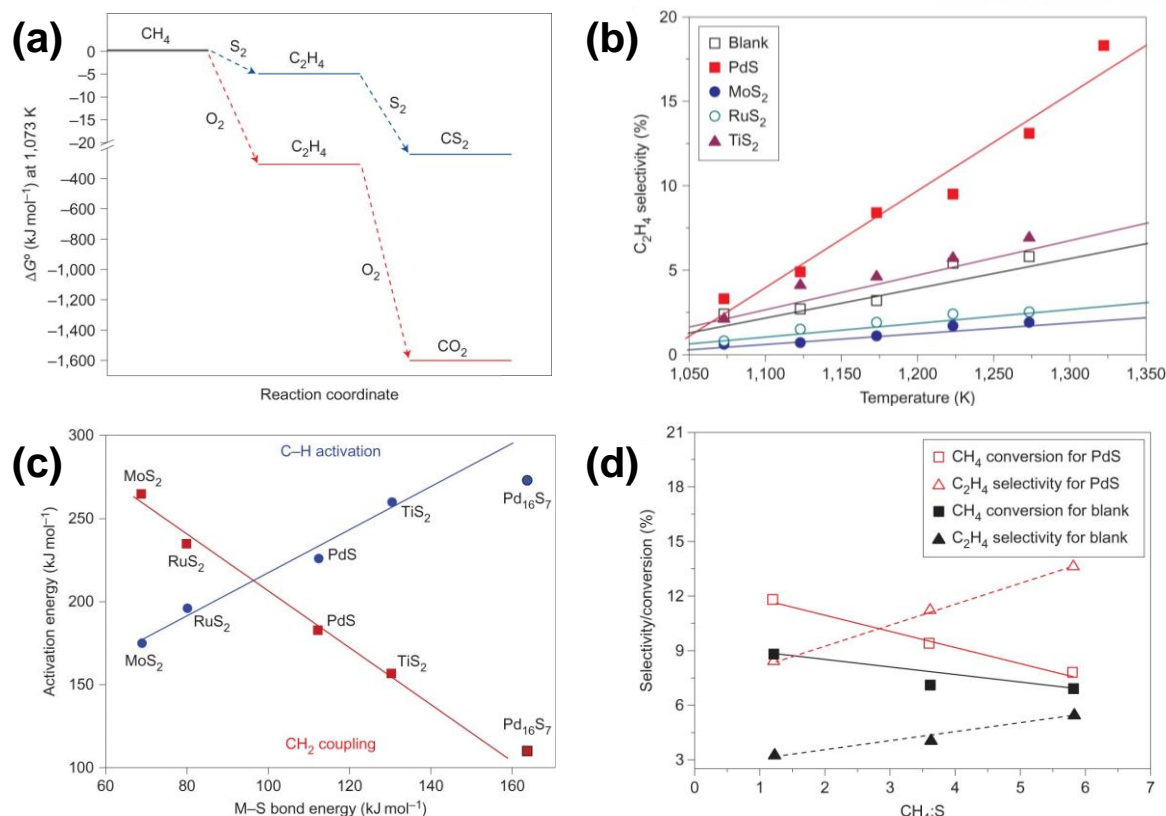 (a)
CH₄
S₂
C₂H₄
S₂
CS₂
O₂
C₂H₄
O₂
CO₂
0
–5
–10
–15
–20
–400
–600
–800
–1,000
–1,200
–1,400
–1,600
ΔG° (kJ mol⁻¹) at 1,073 K
Reaction coordinate
(b)
Blank
PdS
MoS₂
RuS₂
TiS₂
20
15
10
5
0
C₂H₄ selectivity (%)
1,050
1,100
1,150
1,200
1,250
1,300
1,350
Temperature (K)
(c)
C–H activation
MoS₂
RuS₂
PdS
TiS₂
Pd₁₆S₇
MoS₂
RuS₂
PdS
TiS₂
Pd₁₆S₇
CH₂ coupling
300
250
200
150
100
Activation energy (kJ mol⁻¹)
80
100
120
140
160
M–S bond energy (kJ mol⁻¹)
(d)
CH₄ conversion for PdS
C₂H₄ selectivity for PdS
CH₄ conversion for blank
C₂H₄ selectivity for blank
21
18
15
12
9
6
3
Selectivity/conversion (%)
0
1
2
3
4
5
6
7
CH₄:S